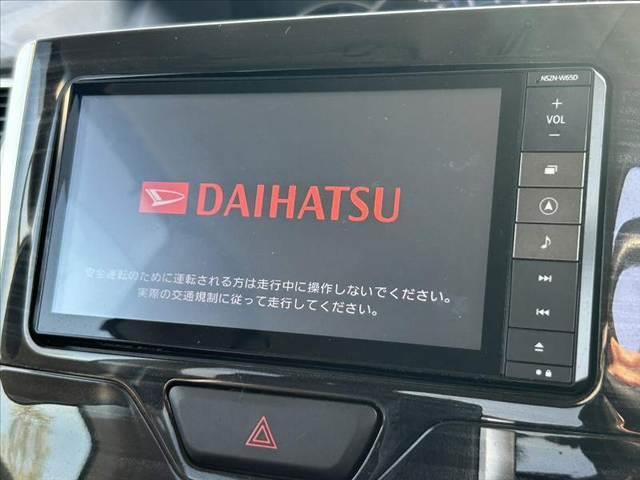 NSZN-W65D
+
VOL
−
DAIHATSU
安全運転のために運転される方は走行中に操作しないでください。
実際の交通規制に従って走行してください。